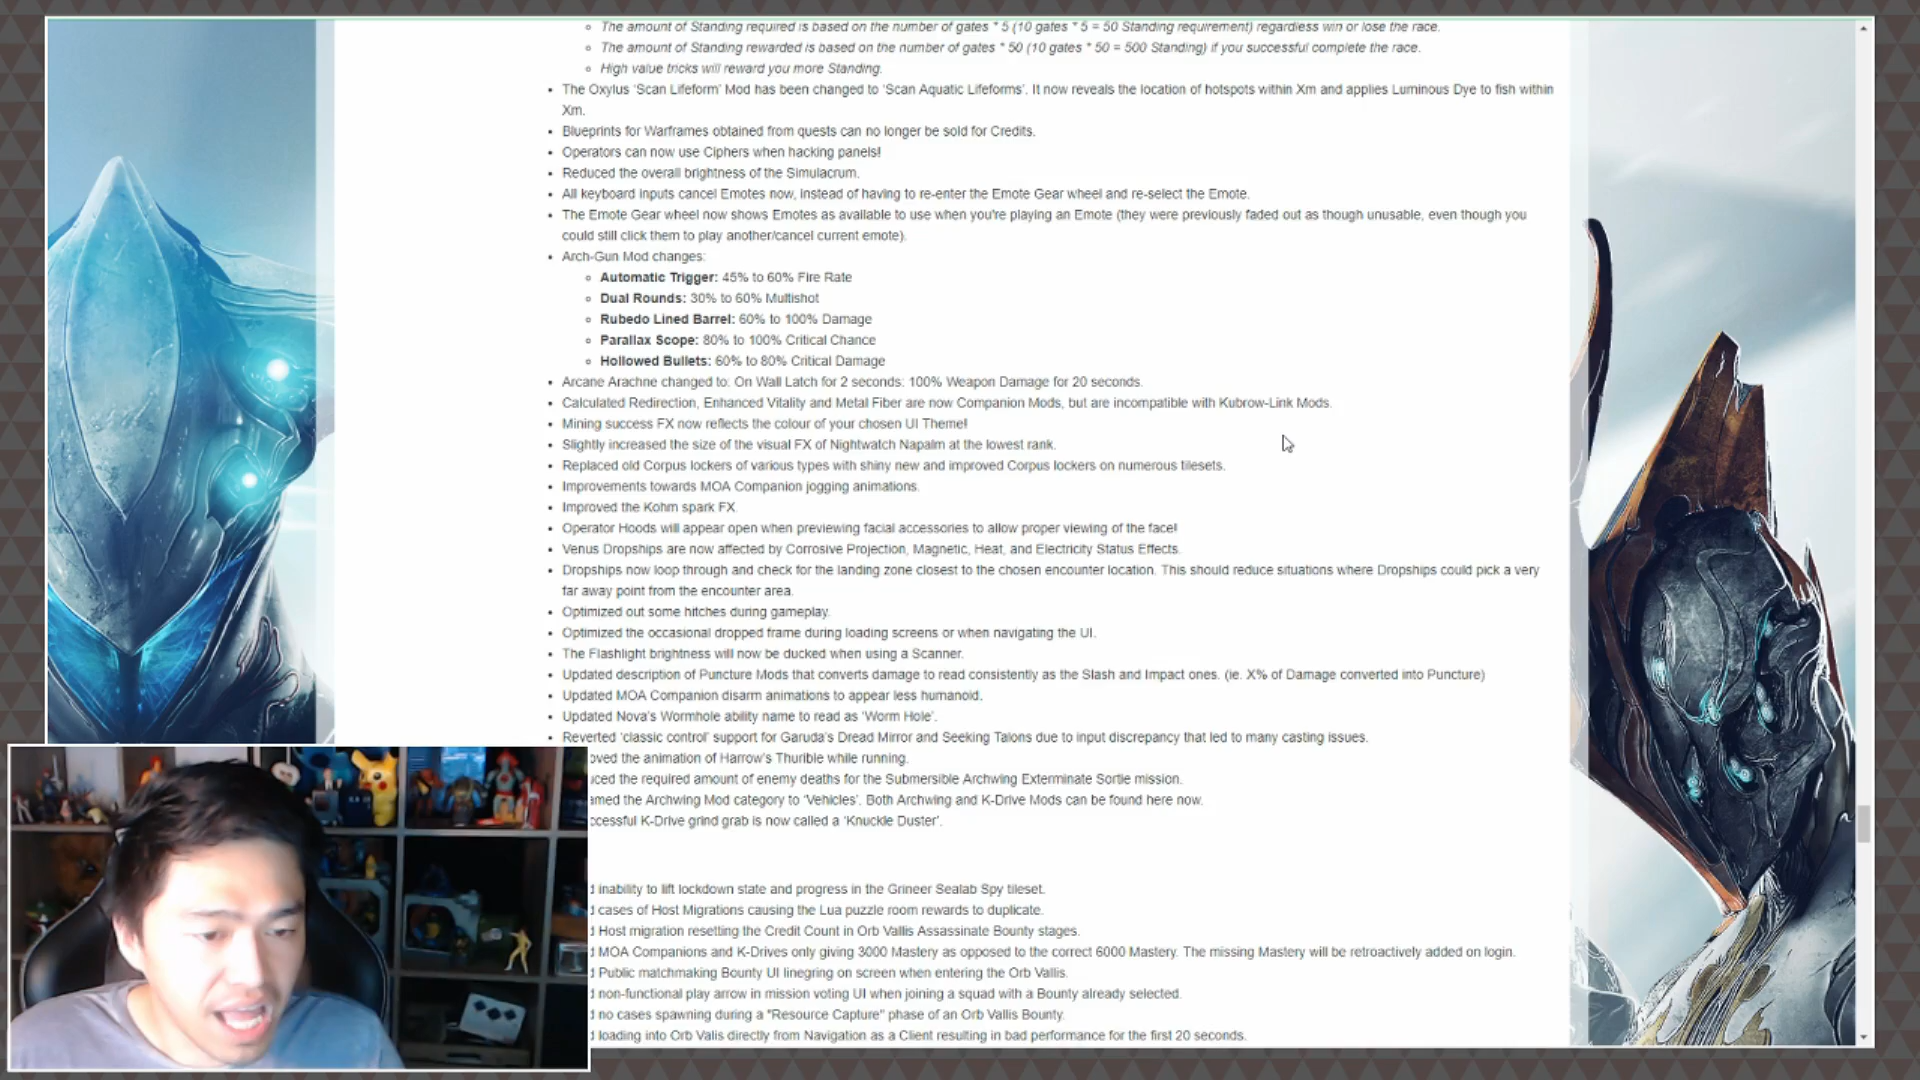 The amount of Standing required is based on the number of gates * 5 (10 gates * 5 = 50 Standing requirement) regardless win or lose the race.
The amount of Standing rewarded is based on the number of gates * 50 (10 gates * 50 = 500 Standing) if you successful complete the race.
High value tricks will reward you more Standing.
The Oxylus 'Scan Lifeform' Mod has been changed to 'Scan Aquatic Lifeforms'. It now reveals the location of hotspots within Xm and applies Luminous Dye to fish within
Xm.
Blueprints for Warframes obtained from quests can no longer be sold for Credits.
Operators can now use Ciphers when hacking panels!
Reduced the overall brightness of the Simulacrum.
All keyboard inputs cancel Emotes now, instead of having to re-enter the Emote Gear wheel and re-select the Emote.
The Emote Gear wheel now shows Emotes as available to use when you're playing an Emote (they were previously faded out as though unusable, even though you
could still click them to play another/cancel current emote).
Arch-Gun Mod changes:
Automatic Trigger: 45% to 60% Fire Rate
Dual Rounds: 30% to 60% Multishot
Rubedo Lined Barrel: 60% to 100% Damage
Parallax Scope: 80% to 100% Critical Chance
Hollowed Bullets: 60% to 80% Critical Damage
Arcane Arachne changed to: On Wall Latch for 2 seconds: 100% Weapon Damage for 20 seconds.
Calculated Redirection, Enhanced Vitality and Metal Fiber are now Companion Mods, but are incompatible with Kubrow-Link Mods.
Mining success FX now reflects the colour of your chosen UI Theme!
Slightly increased the size of the visual FX of Nightwatch Napalm at the lowest rank.
Replaced old Corpus lockers of various types with shiny new and improved Corpus lockers on numerous tilesets.
Improvements towards MOA Companion jogging animations.
Improved the Kohm spark FX.
Operator Hoods will appear open when previewing facial accessories to allow proper viewing of the face!
Venus Dropships are now affected by Corrosive Projection, Magnetic, Heat, and Electricity Status Effects.
Dropships now loop through and check for the landing zone closest to the chosen encounter location. This should reduce situations where Dropships could pick a very
far away point from the encounter area.
Optimized out some hitches during gameplay.
Optimized the occasional dropped frame during loading screens or when navigating the UI.
The Flashlight brightness will now be ducked when using a Scanner.
Updated description of Puncture Mods that converts damage to read consistently as the Slash and Impact ones. (ie. X% of Damage converted into Puncture)
Updated MOA Companion disarm animations to appear less humanoid.
Updated Nova's Wormhole ability name to read as 'Worm Hole'.
Reverted 'classic control' support for Garuda's Dread Mirror and Seeking Talons due to input discrepancy that led to many casting issues.
oved the animation of Harrow's Thurible while running.
uced the required amount of enemy deaths for the Submersible Archwing Exterminate Sortie mission.
amed the Archwing Mod category to 'Vehicles'. Both Archwing and K-Drive Mods can be found here now.
ccessful K-Drive grind grab is now called a 'Knuckle Duster'.
d inability to lift lockdown state and progress in the Grineer Sealab Spy tileset.
d cases of Host Migrations causing the Lua puzzle room rewards to duplicate.
d Host migration resetting the Credit Count in Orb Vallis Assassinate Bounty stages.
d MOA Companions and K-Drives only giving 3000 Mastery as opposed to the correct 6000 Mastery. The missing Mastery will be retroactively added on login.
d Public matchmaking Bounty UI linegring on screen when entering the Orb Vallis.
d non-functional play arrow in mission voting UI when joining a squad with a Bounty already selected.
d no cases spawning during a "Resource Capture" phase of an Orb Vallis Bounty.
d loading into Orb Valis directly from Navigation as a Client resulting in bad performance for the first 20 seconds.